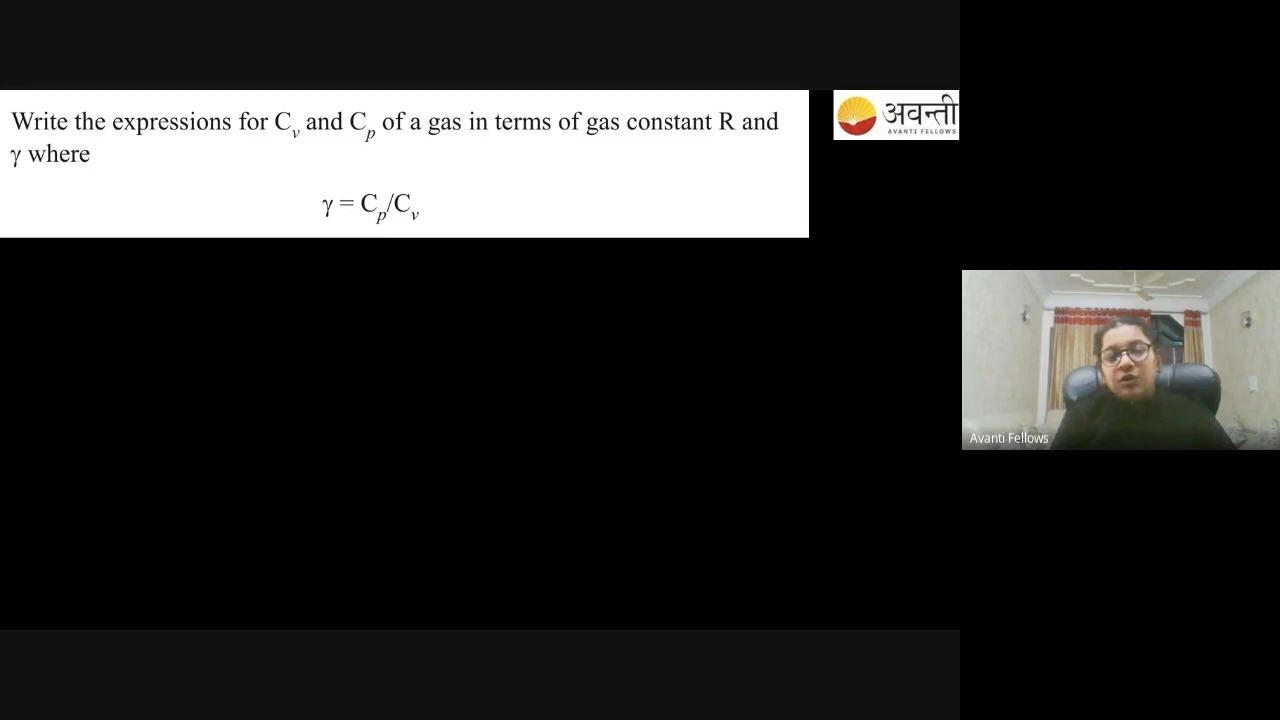 Write the expressions for Cv and Cp of a gas in terms of gas constant R and
γ where
γ = Cp/Cv
अवन्ती
AVANTI FELLOWS
Avanti Fellows